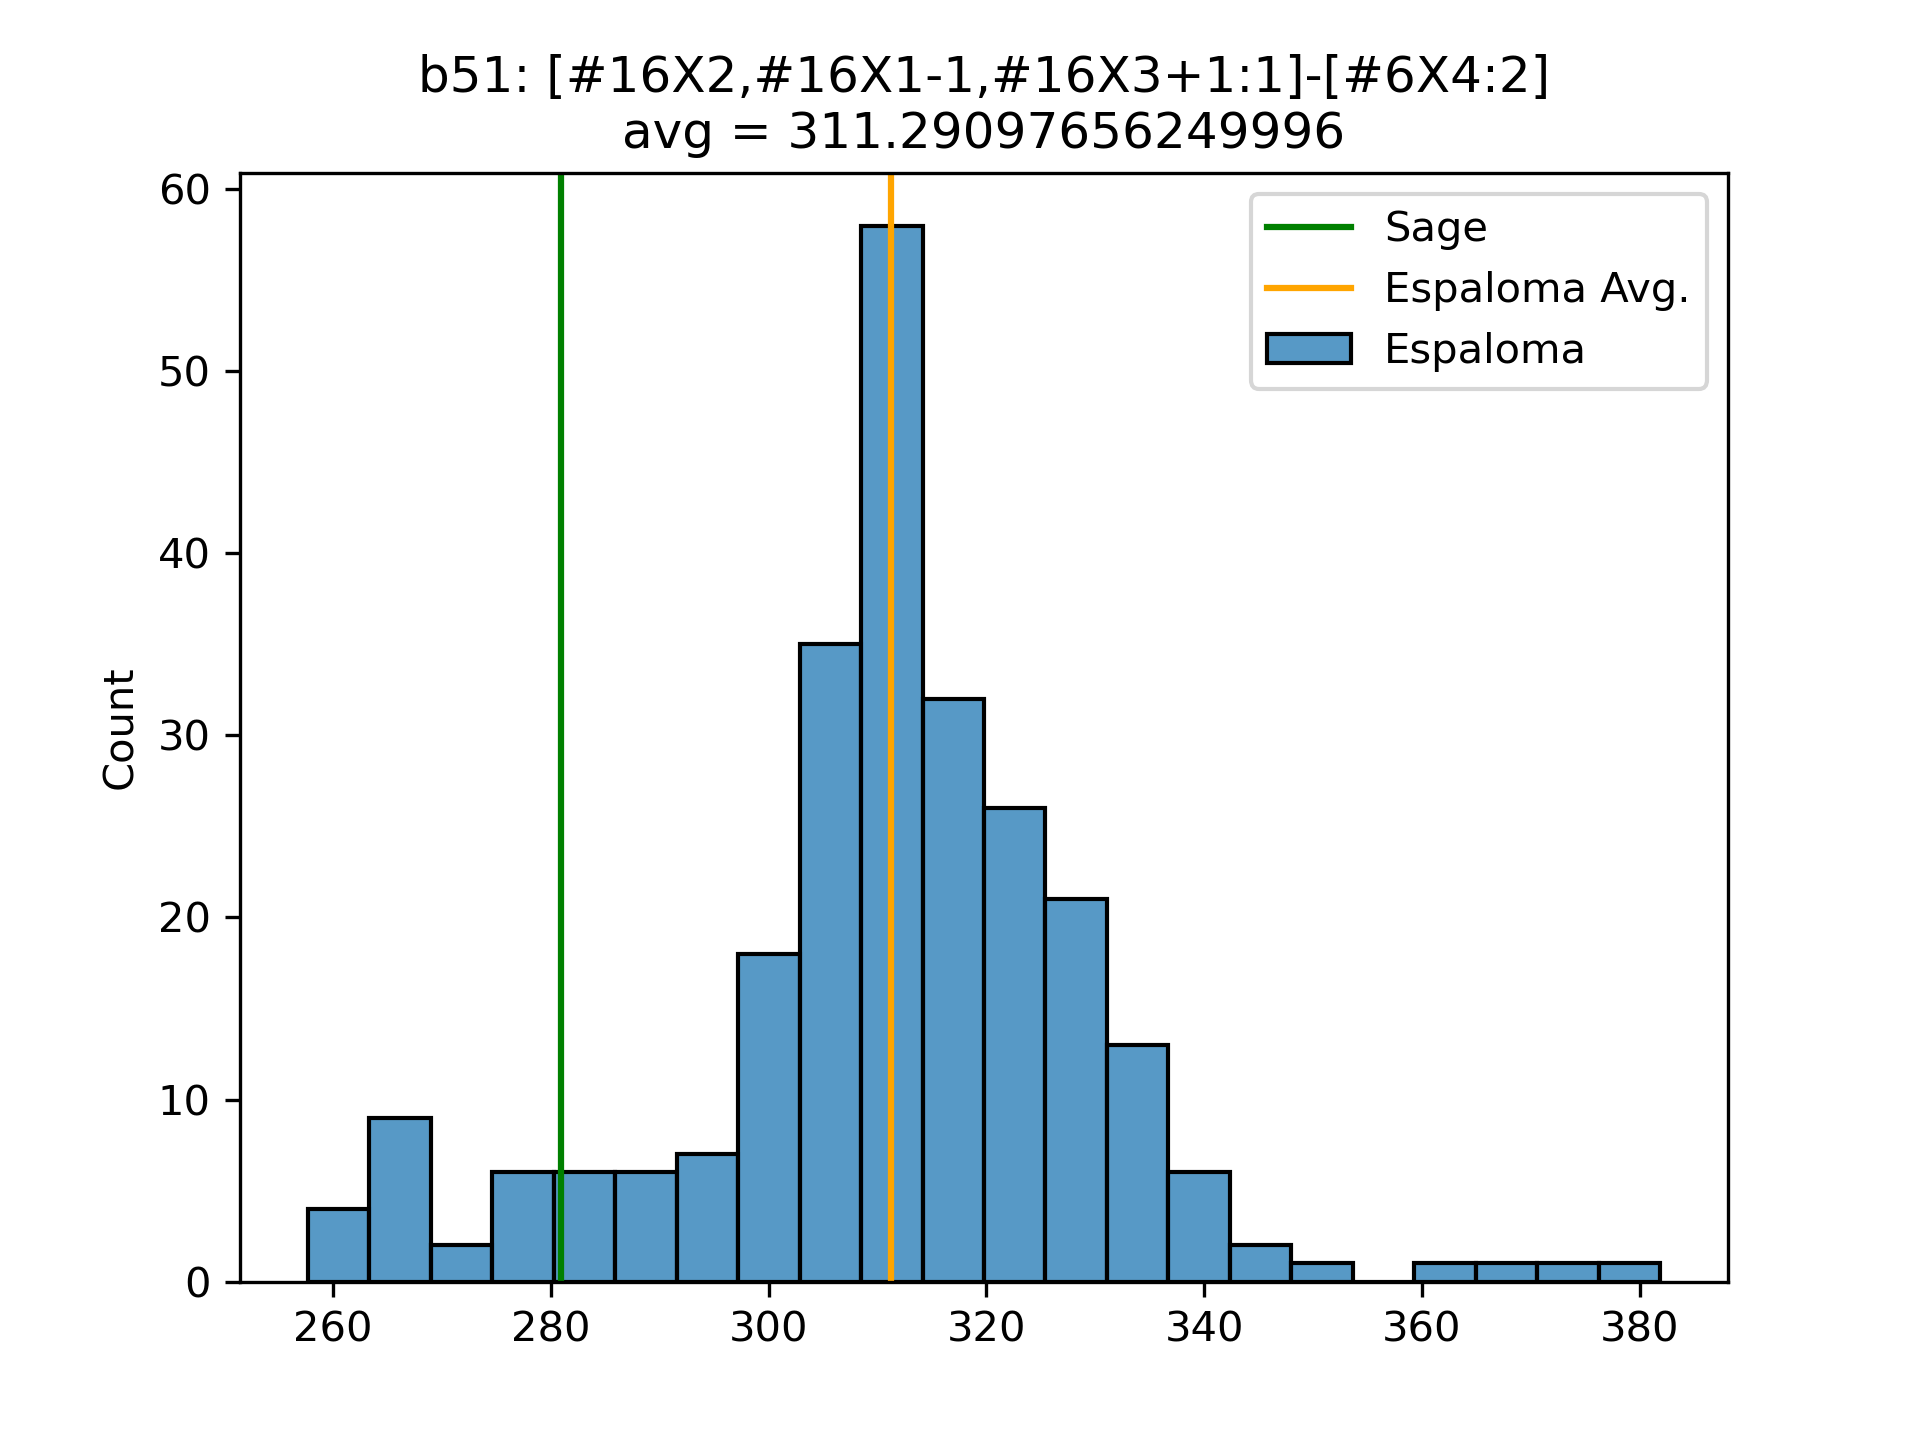 b51: [#16X2,#16X1-1,#16X3+1:1]-[#6X4:2]
avg = 311.29097656249996
Sage
Espaloma Avg.
Espaloma
60
50
40
30
20
10
0
Count
260 280 300 320 340 360 380